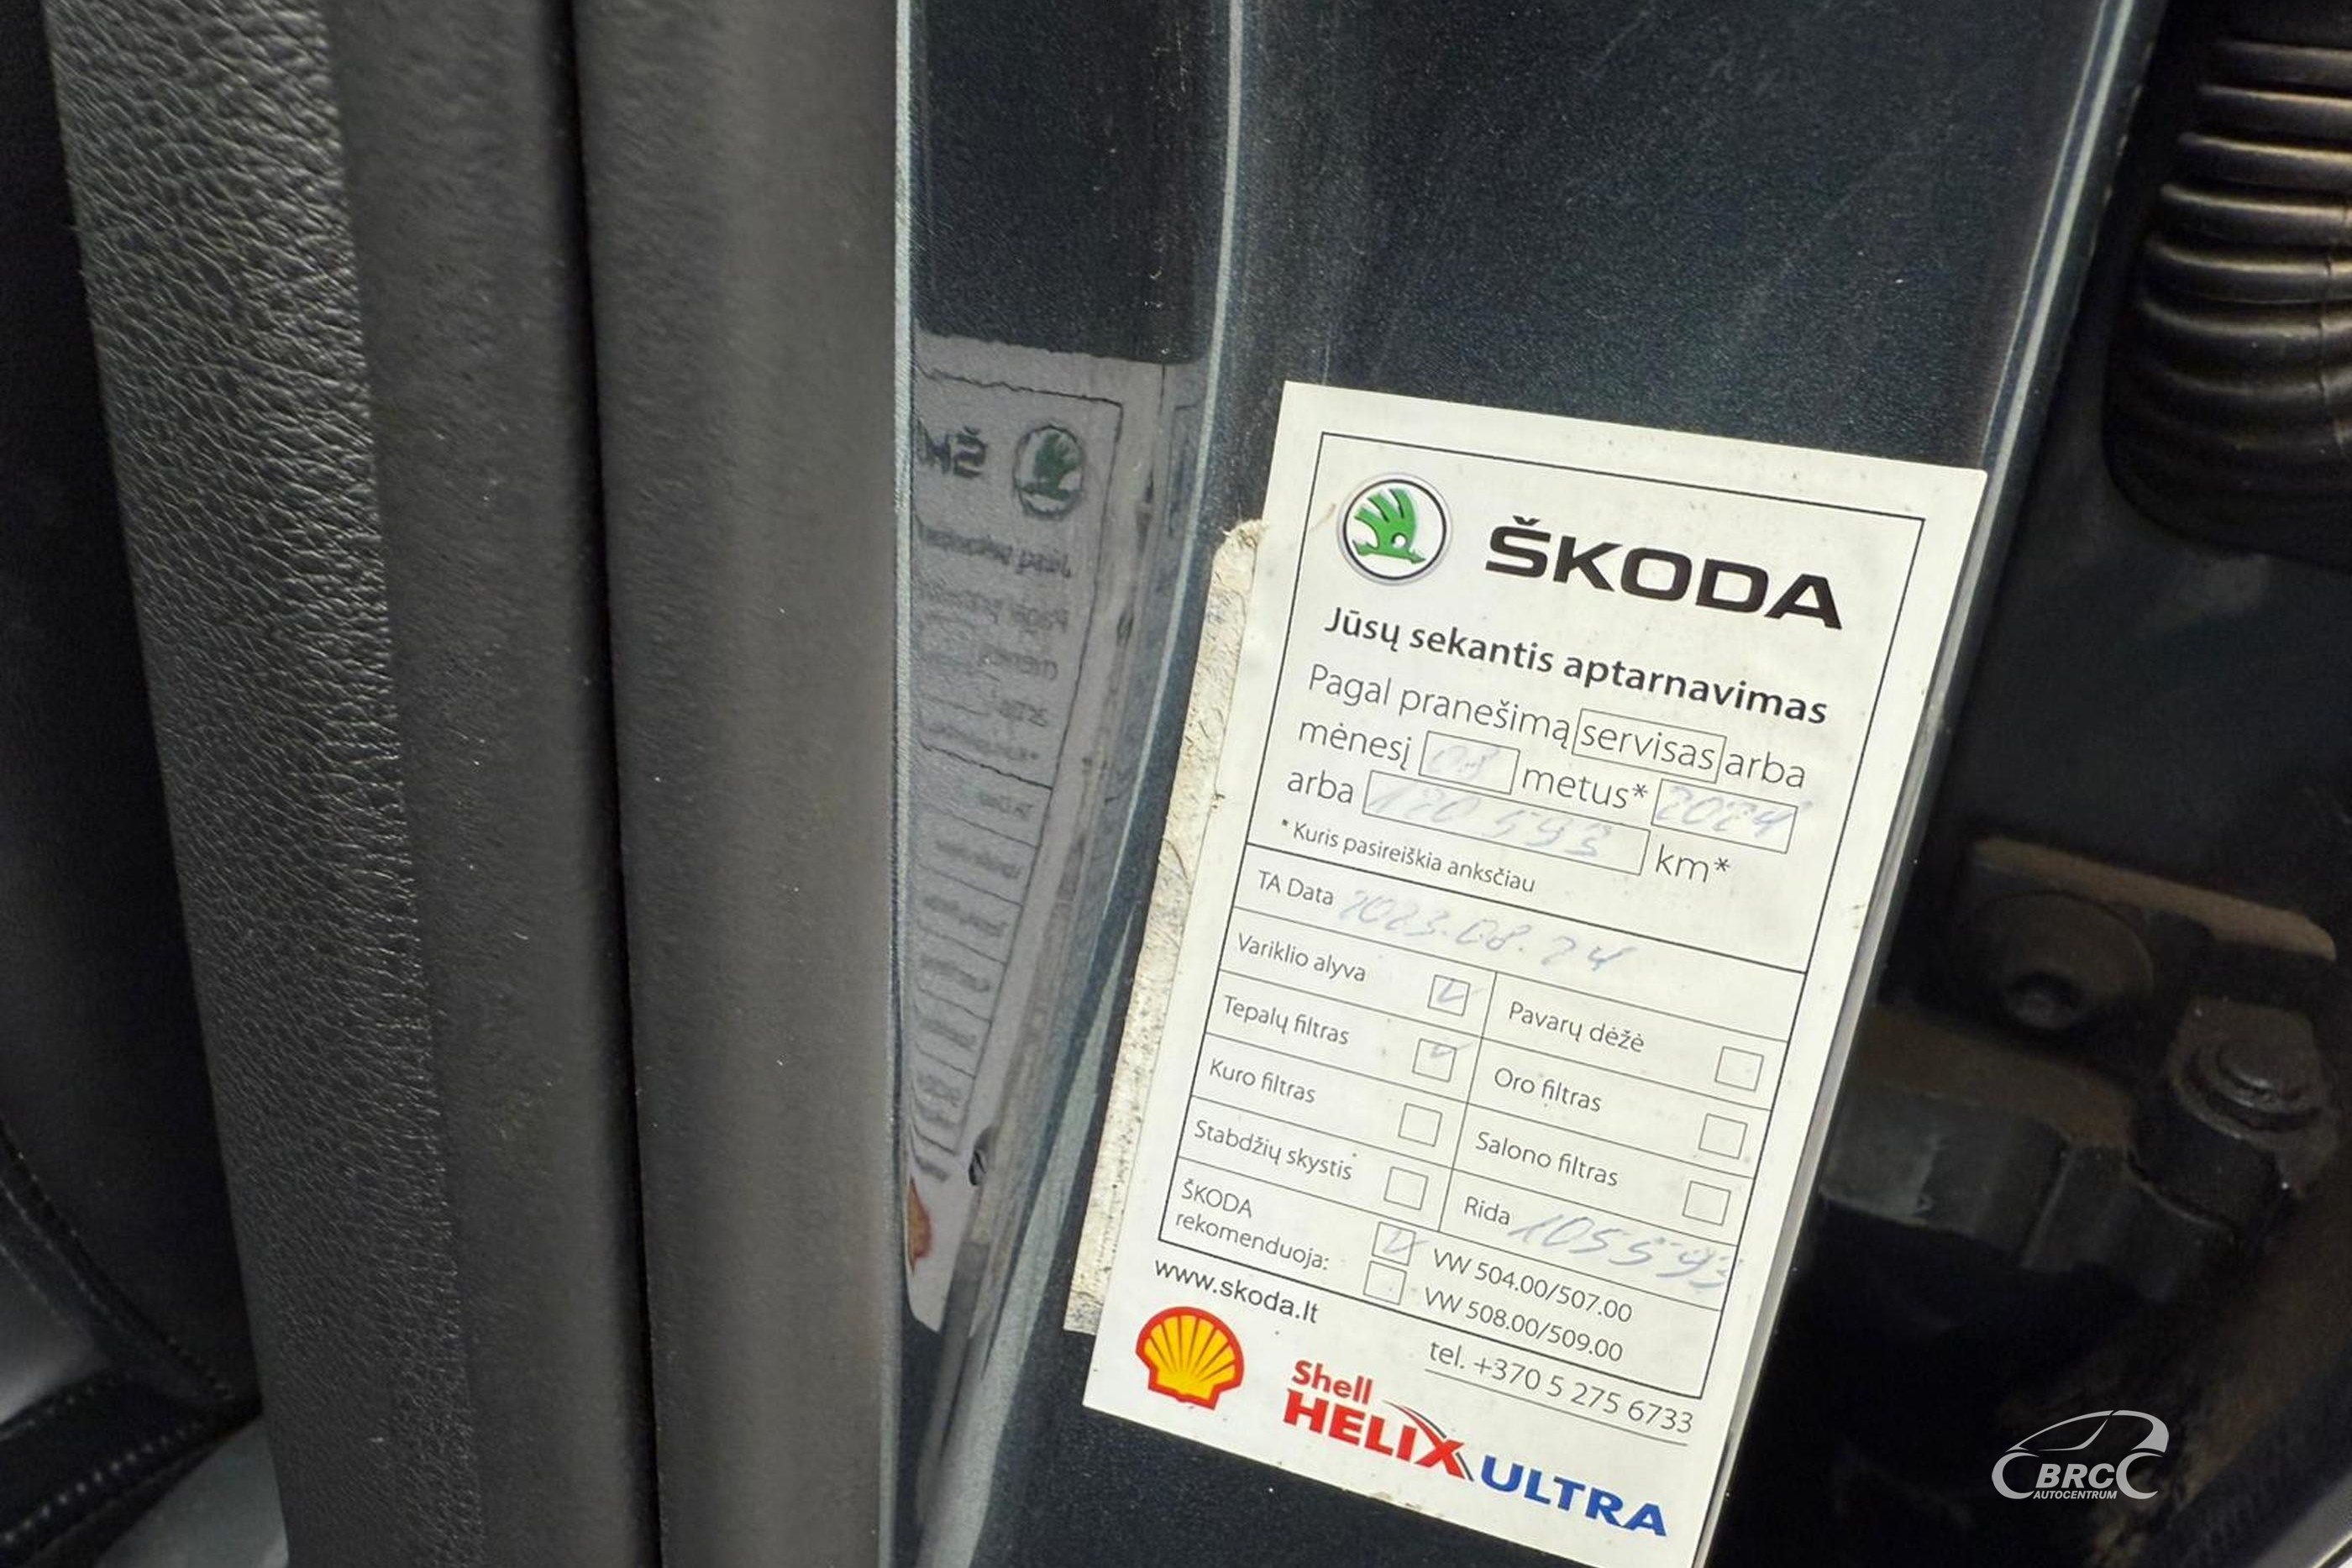 ŠKODA
Jūsų sekantis aptarnavimas
Pagal pranešimą servisas arba
mėnesį 08 metus* 2024
arba 120 593 km*
* Kuris pasireiškia anksčiau
TA Data 2023.08.24
Variklio alyva
Pavarų dėžė
Tepalų filtras
Oro filtras
Kuro filtras
Salono filtras
Stabdžių skystis
Rida 105593
ŠKODA
rekomenduoja:
VW 504.00/507.00
VW 508.00/509.00
www.skoda.lt
tel. +370 5 275 6733
Shell
HELIX ULTRA
BRC
AUTOCENTRUM